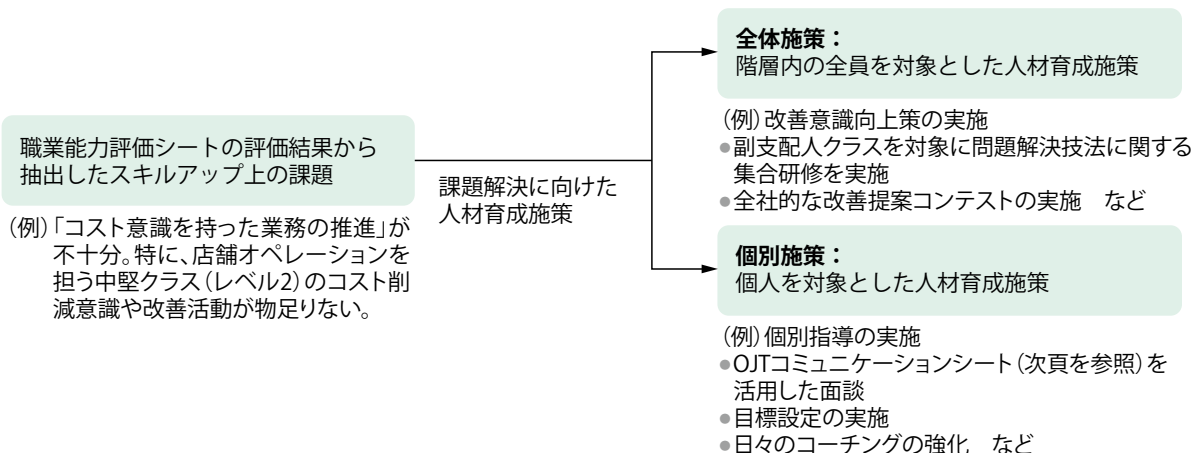 職業能力評価シートの評価結果から
抽出したスキルアップ上の課題
(例)「コスト意識を持った業務の推進」が
不十分。特に、店舗オペレーションを
担う中堅クラス(レベル2)のコスト削
減意識や改善活動が物足りない。
課題解決に向けた
人材育成施策
全体施策：
階層内の全員を対象とした人材育成施策
(例)改善意識向上策の実施
●副支配人クラスを対象に問題解決技法に関する
集合研修を実施
●全社的な改善提案コンテストの実施　など
個別施策：
個人を対象とした人材育成施策
(例)個別指導の実施
●OJTコミュニケーションシート(次頁を参照)を
活用した面談
●目標設定の実施
●日々のコーチングの強化　など